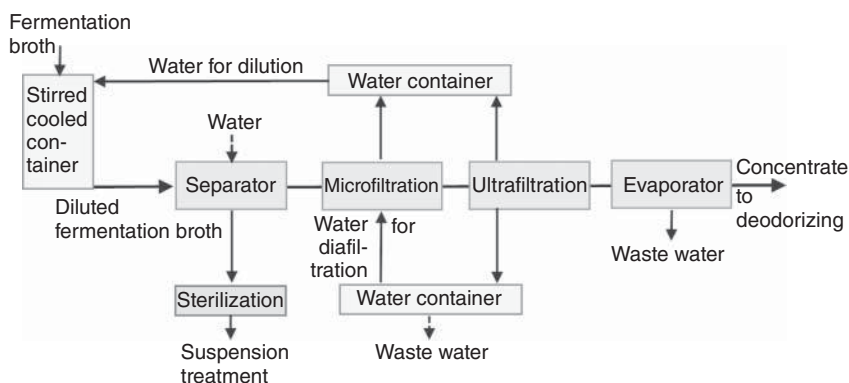 Fermentation
broth
Water for dilution
Water container
Stirred
cooled
con-
tainer
Water
Separator
Microfiltration
Ultrafiltration
Evaporator
Concentrate
to
deodorizing
Diluted
fermentation broth
Water for
diafil-
tration
Waste water
Sterilization
Water container
Suspension
treatment
Waste water